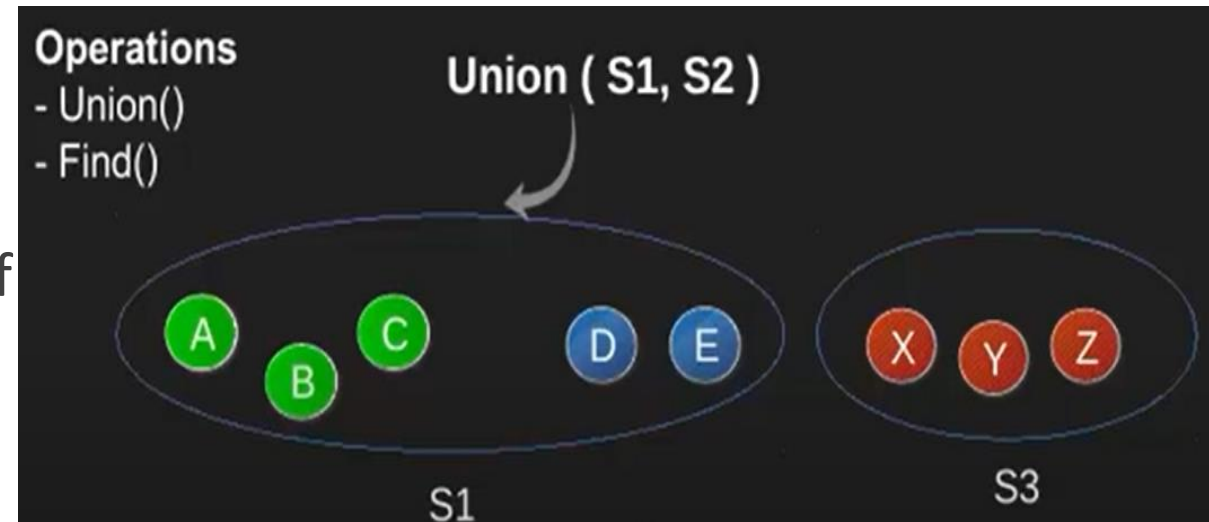 Operations
- Union()
- Find()
Union ( S1, S2 )
f
A
B
C
D
E
X
Y
Z
S1
S3